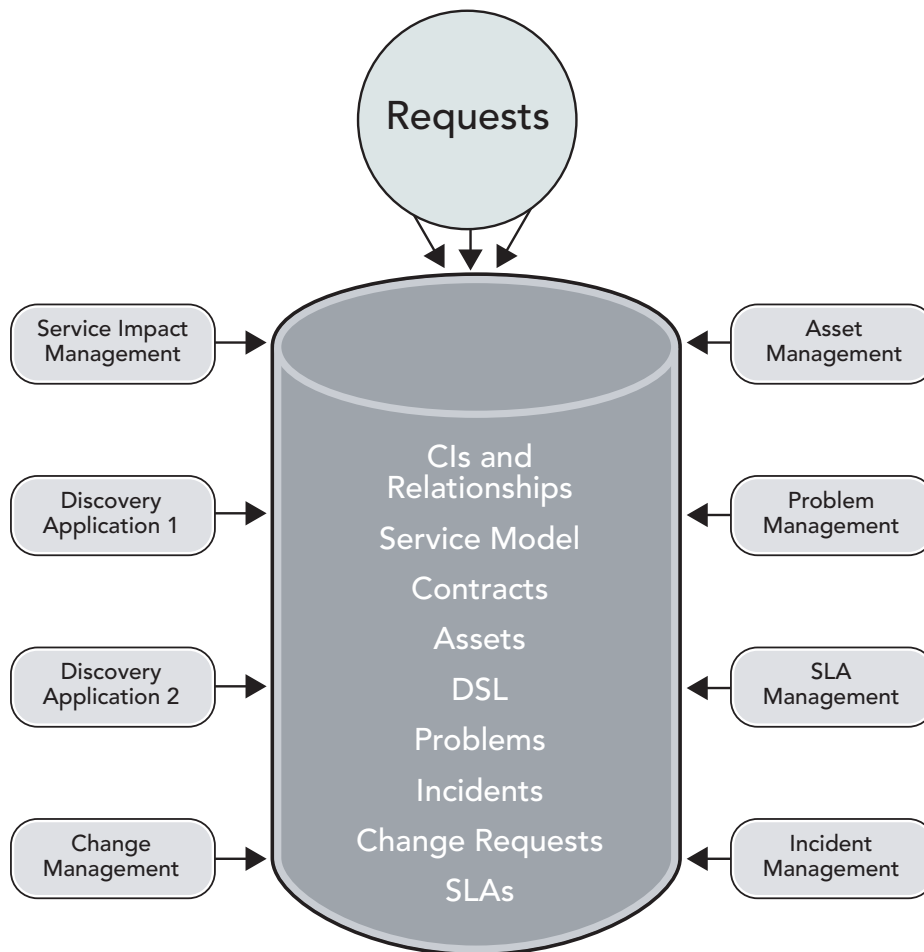 Requests
Service Impact
Management
Discovery
Application 1
Discovery
Application 2
Change
Management
CIs and
Relationships
Service Model
Contracts
Assets
DSL
Problems
Incidents
Change Requests
SLAs
Asset
Management
Problem
Management
SLA
Management
Incident
Management